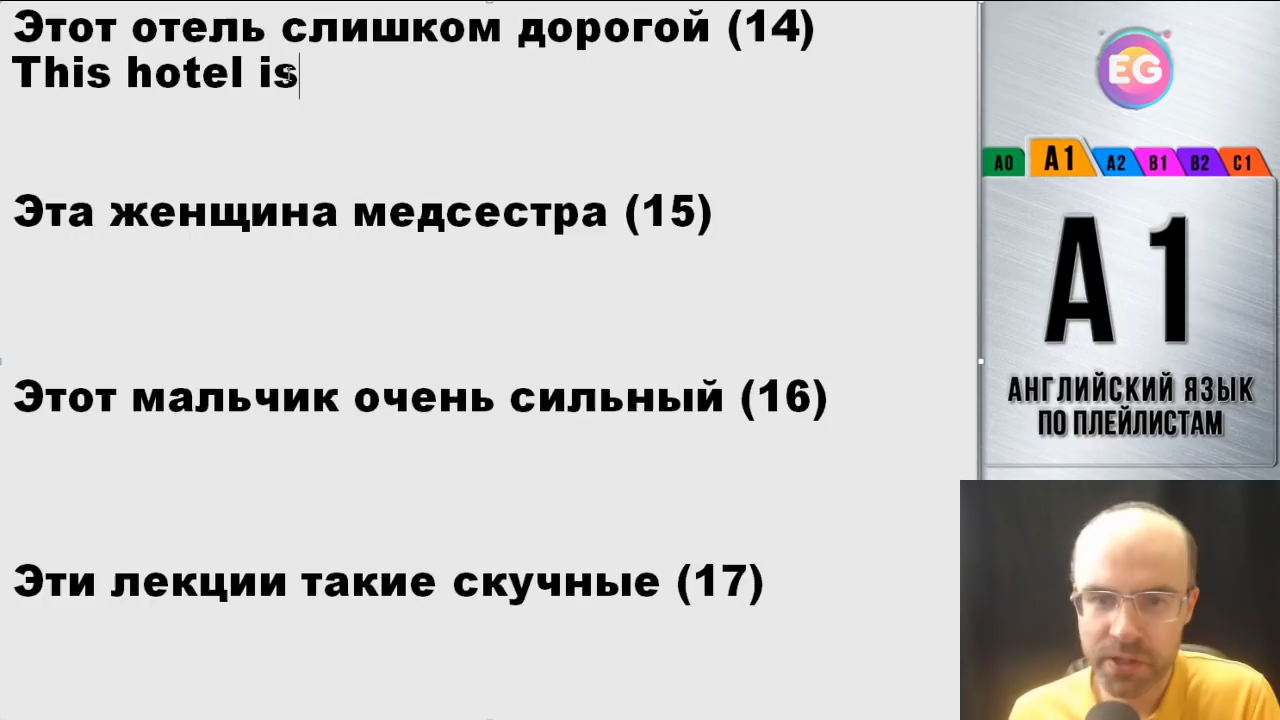 Этот отель слишком дорогой (14)
This hotel is
Эта женщина медсестра (15)
Этот мальчик очень сильный (16)
Эти лекции такие скучные (17)
EG
A0 A1 A2 B1 B2 C1
A 1
АНГЛИЙСКИЙ ЯЗЫК
ПО ПЛЕЙЛИСТАМ